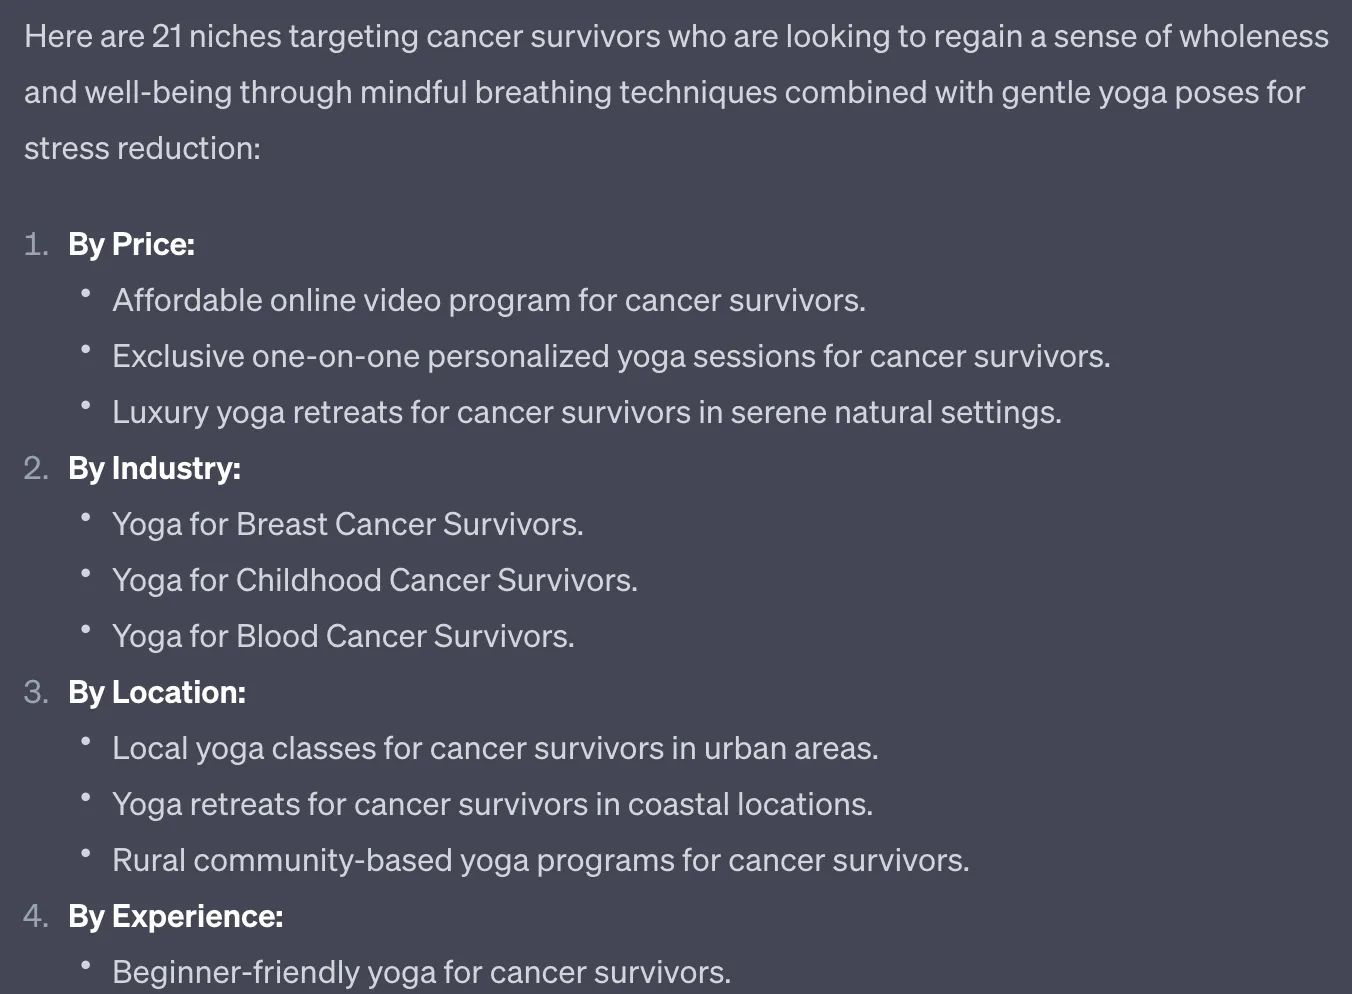 Here are 21 niches targeting cancer survivors who are looking to regain a sense of wholeness
and well-being through mindful breathing techniques combined with gentle yoga poses for
stress reduction:
1. By Price:
• Affordable online video program for cancer survivors.
• Exclusive one-on-one personalized yoga sessions for cancer survivors.
• Luxury yoga retreats for cancer survivors in serene natural settings.
2. By Industry:
• Yoga for Breast Cancer Survivors.
• Yoga for Childhood Cancer Survivors.
• Yoga for Blood Cancer Survivors.
3. By Location:
• Local yoga classes for cancer survivors in urban areas.
• Yoga retreats for cancer survivors in coastal locations.
• Rural community-based yoga programs for cancer survivors.
4. By Experience:
• Beginner-friendly yoga for cancer survivors.